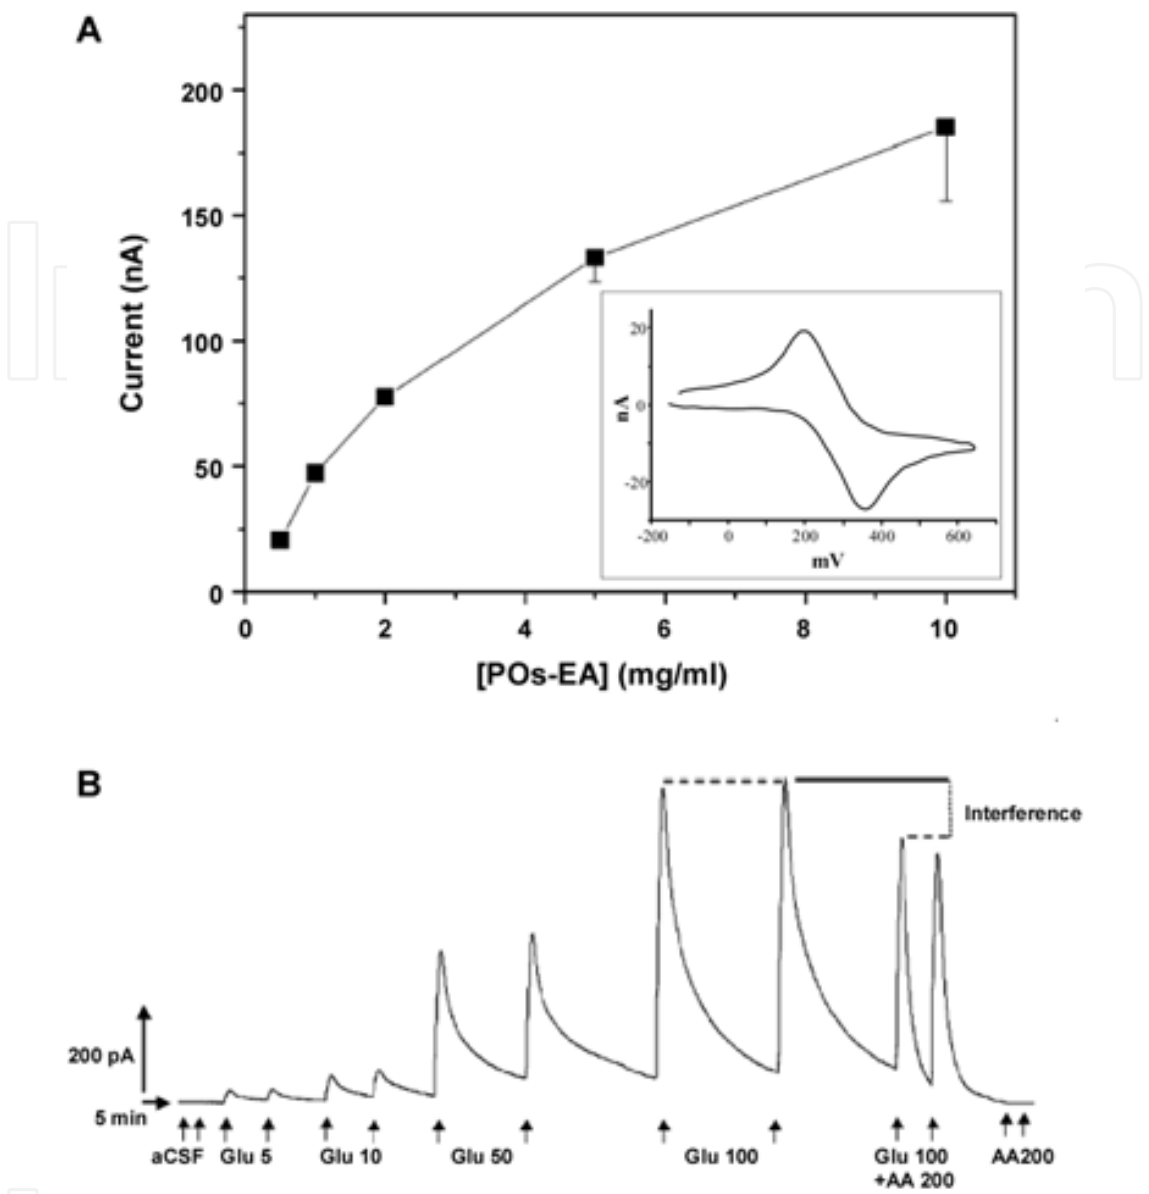 A
200
150
100
50
0
Current (nA)
0 2 4 6 8 10
[POs-EA] (mg/ml)
20
0
-20
nA
-200 0 200 400 600
mV
B
Interference
200 pA
5 min
aCSF Glu 5 Glu 10 Glu 50 Glu 100 Glu 100 AA200
+AA 200